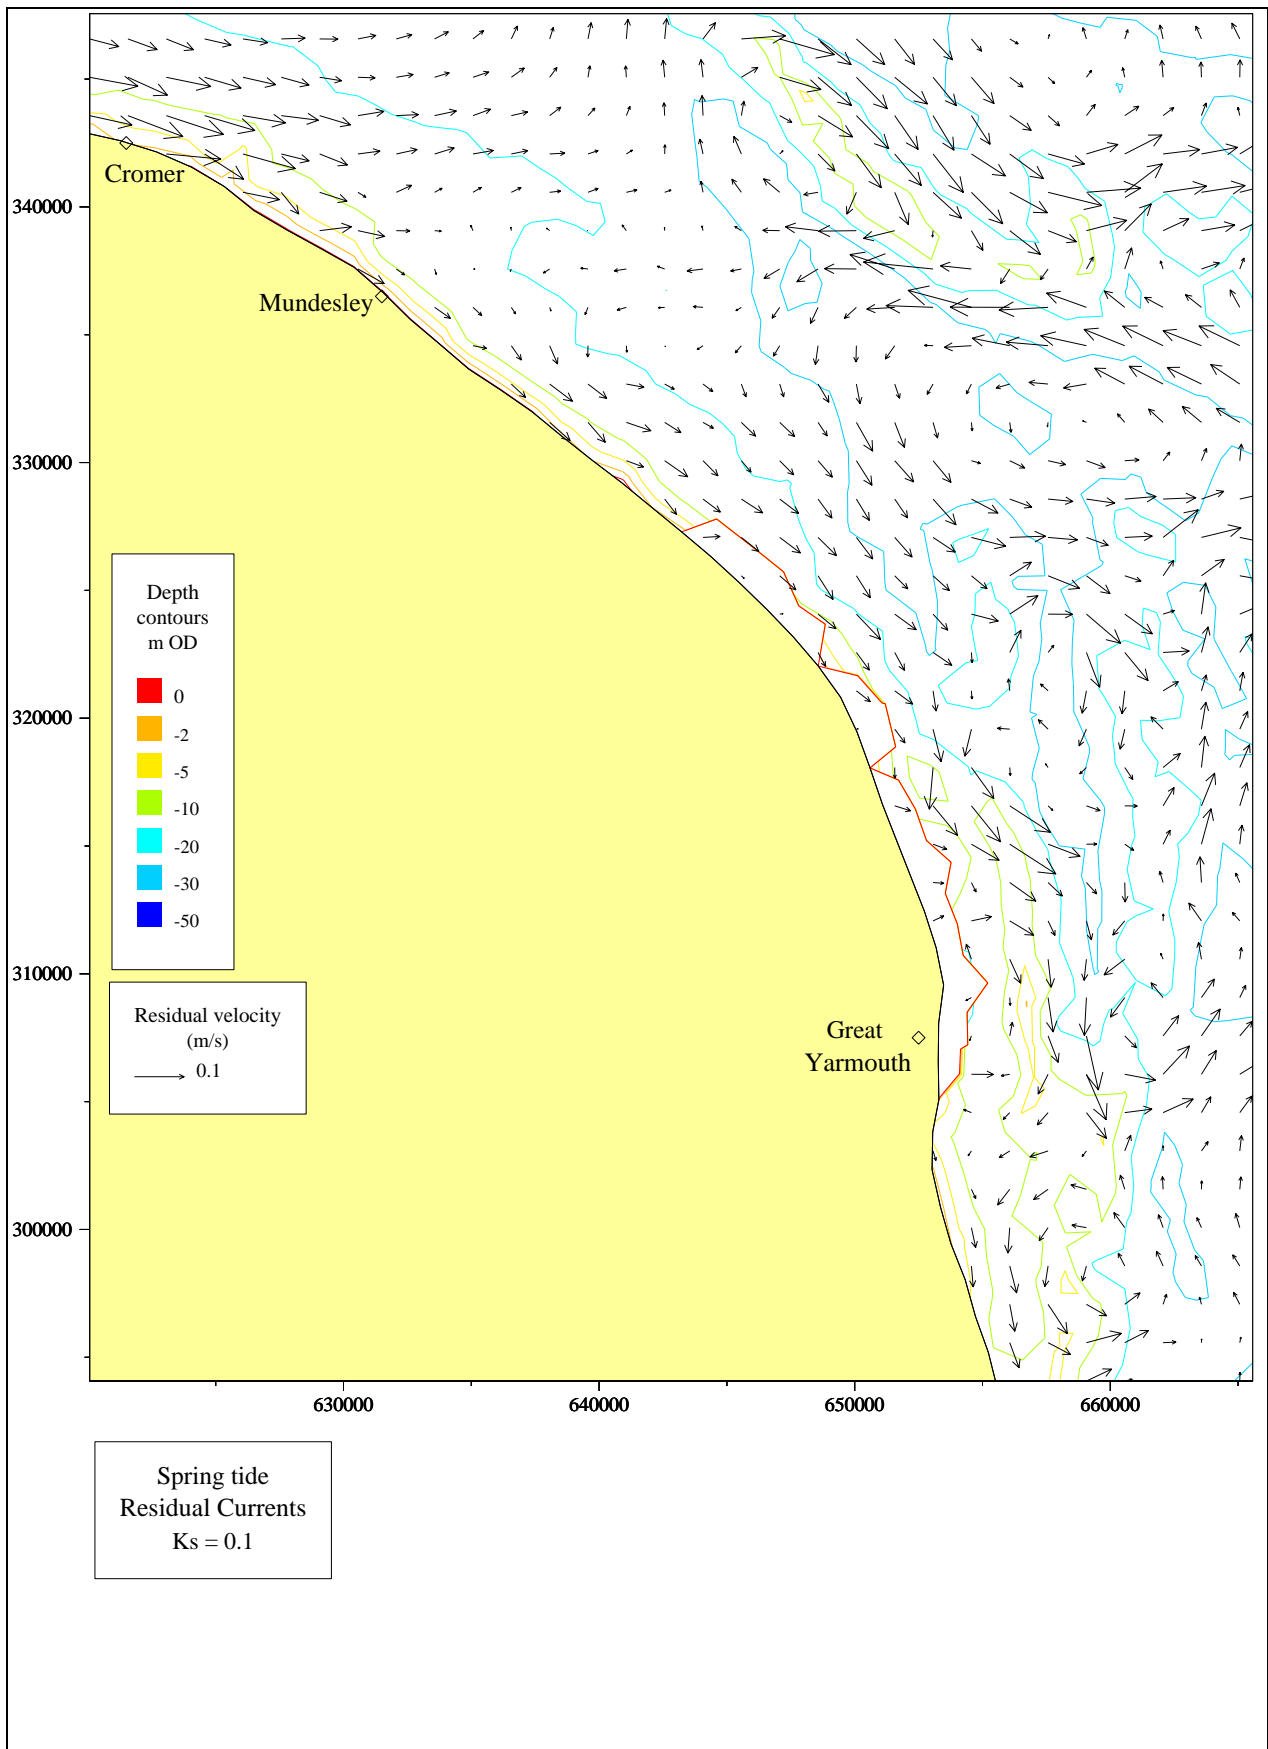 Cromer
340000
Mundesley
330000
Depth
contours
m OD
0
-2
-5
-10
-20
-30
-50
320000
310000
Residual velocity
(m/s)
0.1
Great
Yarmouth
300000
630000
640000
650000
660000
Spring tide
Residual Currents
Ks = 0.1